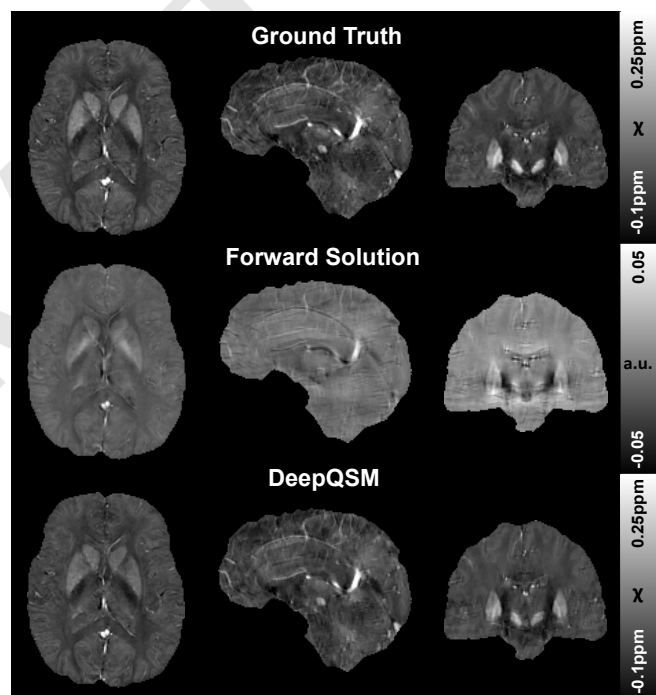 Ground Truth
0.25ppm
χ
-0.1ppm
Forward Solution
0.05
a.u.
-0.05
DeepQSM
0.25ppm
χ
-0.1ppm